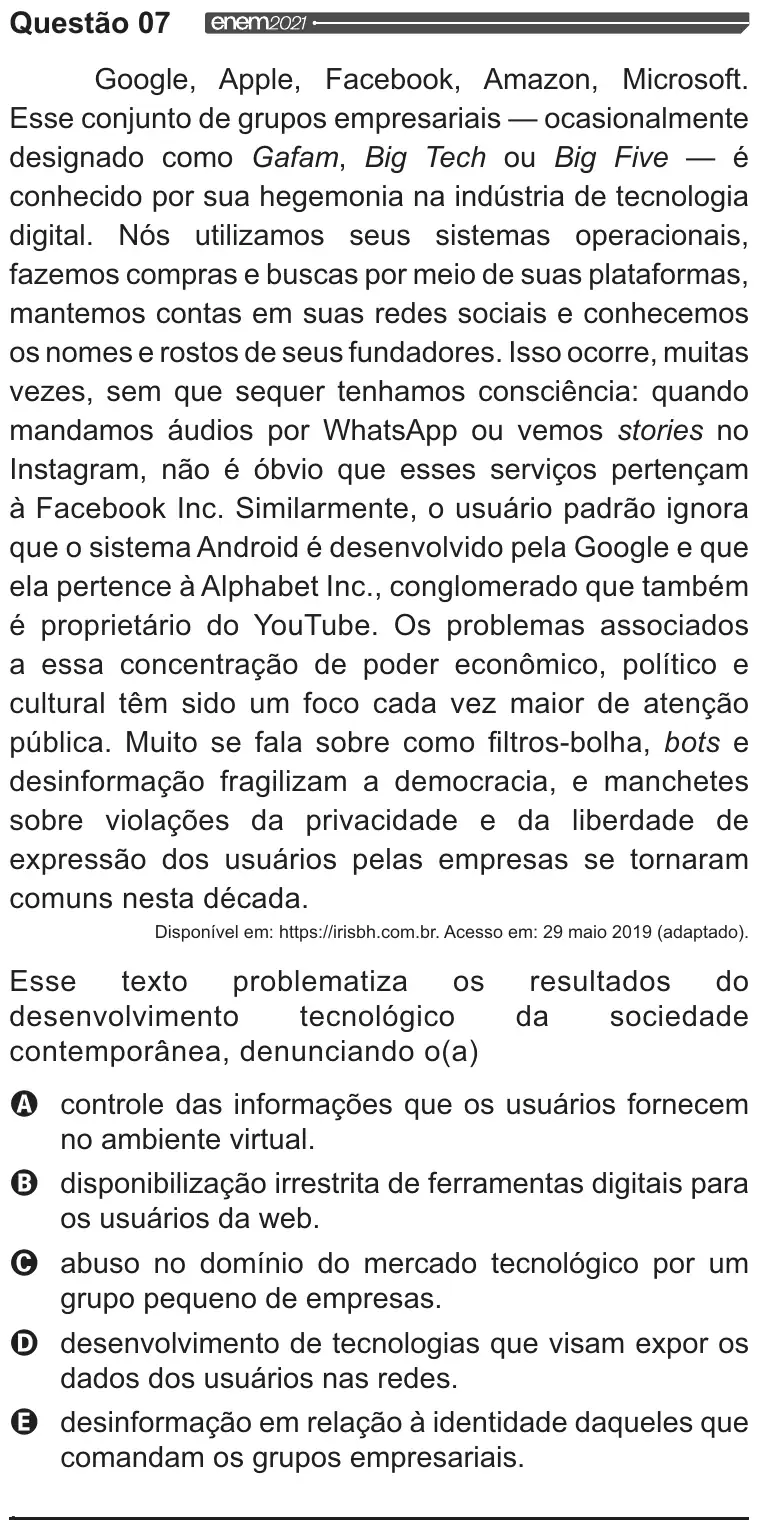 Questão 07 enem2021
Google, Apple, Facebook, Amazon, Microsoft.
Esse conjunto de grupos empresariais — ocasionalmente
designado como Gafam, Big Tech ou Big Five — é
conhecido por sua hegemonia na indústria de tecnologia
digital. Nós utilizamos seus sistemas operacionais,
fazemos compras e buscas por meio de suas plataformas,
mantemos contas em suas redes sociais e conhecemos
os nomes e rostos de seus fundadores. Isso ocorre, muitas
vezes, sem que sequer tenhamos consciência: quando
mandamos áudios por WhatsApp ou vemos stories no
Instagram, não é óbvio que esses serviços pertençam
à Facebook Inc. Similarmente, o usuário padrão ignora
que o sistema Android é desenvolvido pela Google e que
ela pertence à Alphabet Inc., conglomerado que também
é proprietário do YouTube. Os problemas associados
a essa concentração de poder econômico, político e
cultural têm sido um foco cada vez maior de atenção
pública. Muito se fala sobre como filtros-bolha, bots e
desinformação fragilizam a democracia, e manchetes
sobre violações da privacidade e da liberdade de
expressão dos usuários pelas empresas se tornaram
comuns nesta década.
Disponível em: https://irisbh.com.br. Acesso em: 29 maio 2019 (adaptado).
Esse texto problematiza os resultados do
desenvolvimento tecnológico da sociedade
contemporânea, denunciando o(a)
A controle das informações que os usuários fornecem
no ambiente virtual.
B disponibilização irrestrita de ferramentas digitais para
os usuários da web.
C abuso no domínio do mercado tecnológico por um
grupo pequeno de empresas.
D desenvolvimento de tecnologias que visam expor os
dados dos usuários nas redes.
E desinformação em relação à identidade daqueles que
comandam os grupos empresariais.